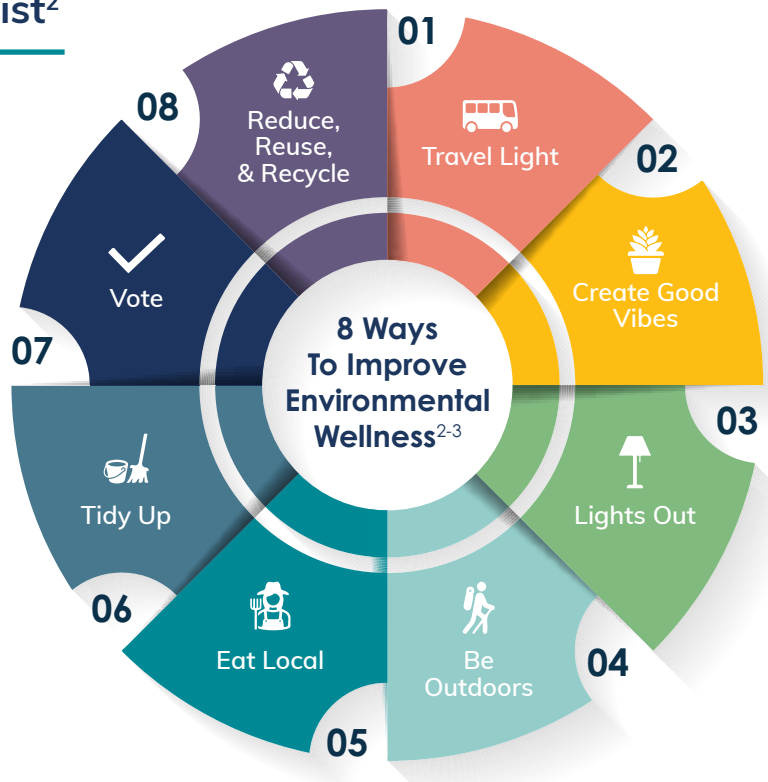 ist²
8 Ways
To Improve
Environmental
Wellness²⁻³
01
Travel Light
02
Create Good
Vibes
03
Lights Out
04
Be
Outdoors
05
Eat Local
06
Tidy Up
07
Vote
08
Reduce,
Reuse,
& Recycle